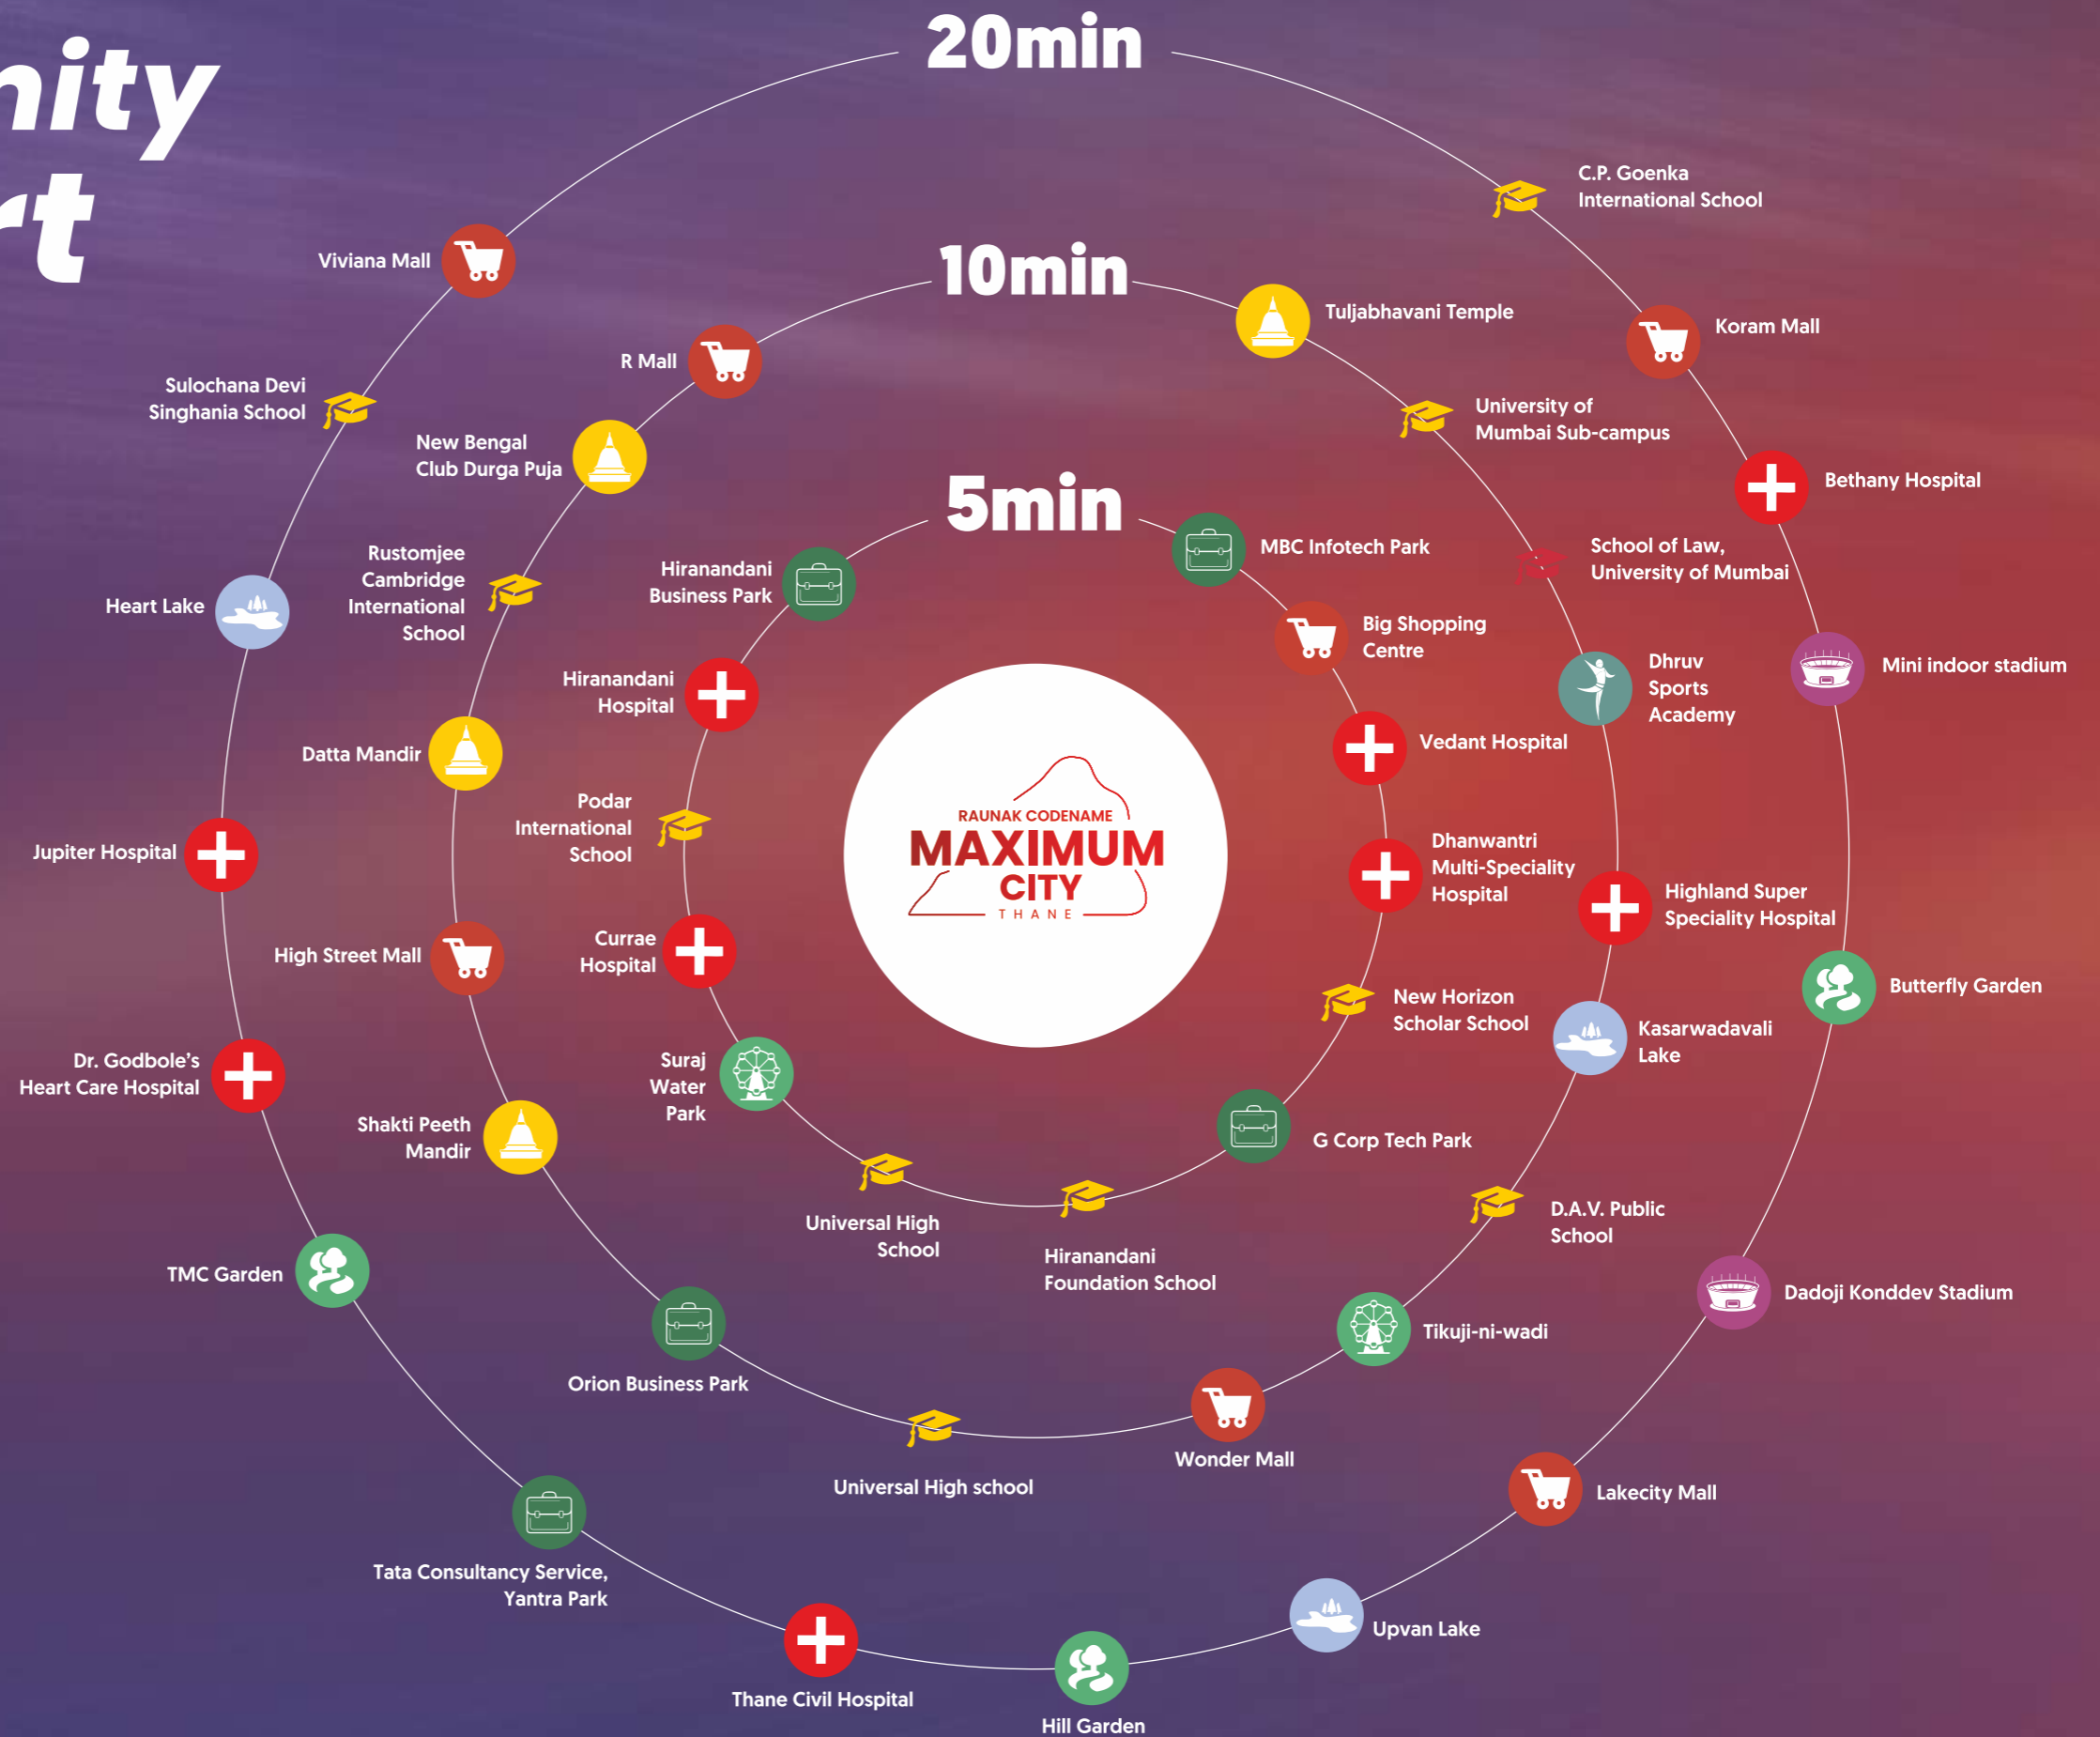 20min
C.P. Goenka
International School
Viviana Mall
10min
Tuljabhavani Temple
Koram Mall
R Mall
Sulochana Devi
Singhania School
University of
Mumbai Sub-campus
New Bengal
Club Durga Puja
Bethany Hospital
5min
MBC Infotech Park
School of Law,
University of Mumbai
Rustomjee
Cambridge
International
School
Hiranandani
Business Park
Heart Lake
Big Shopping
Centre
Dhruv
Sports
Academy
Mini indoor stadium
Hiranandani
Hospital
Datta Mandir
Vedant Hospital
Podar
International
School
RAUNAK CODENAME
MAXIMUM
CITY
THANE
Dhanwantri
Multi-Speciality
Hospital
Jupiter Hospital
Highland Super
Speciality Hospital
High Street Mall
Currae
Hospital
New Horizon
Scholar School
Butterfly Garden
Kasarwadavali
Lake
Dr. Godbole’s
Heart Care Hospital
Suraj
Water
Park
Shakti Peeth
Mandir
G Corp Tech Park
Universal High
School
Hiranandani
Foundation School
D.A.V. Public
School
TMC Garden
Dadoji Konddev Stadium
Tikuji-ni-wadi
Orion Business Park
Wonder Mall
Universal High school
Lakecity Mall
Tata Consultancy Service,
Yantra Park
Upvan Lake
Thane Civil Hospital
Hill Garden